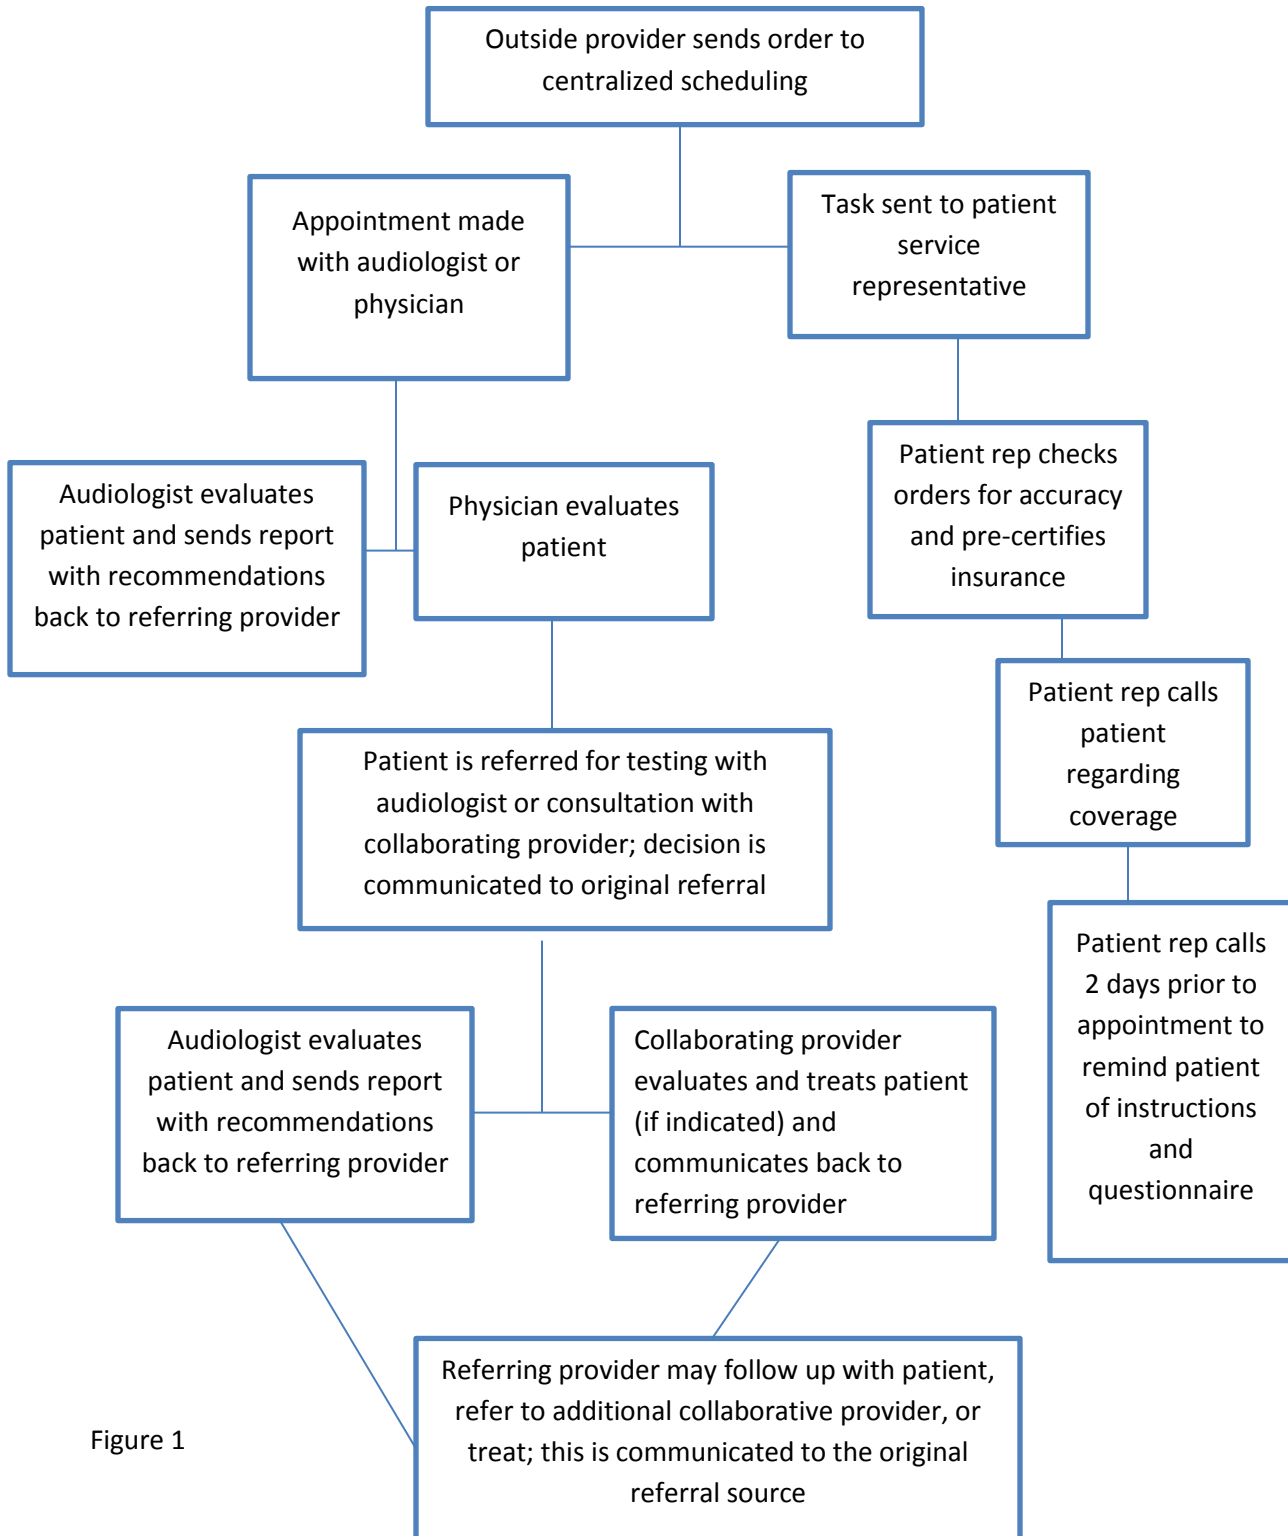 Outside provider sends order to
centralized scheduling
Appointment made
with audiologist or
physician
Task sent to patient
service
representative
Audiologist evaluates
patient and sends report
with recommendations
back to referring provider
Physician evaluates
patient
Patient rep checks
orders for accuracy
and pre-certifies
insurance
Patient rep calls
patient
regarding
coverage
Patient is referred for testing with
audiologist or consultation with
collaborating provider; decision is
communicated to original referral
Patient rep calls
2 days prior to
appointment to
remind patient
of instructions
and
questionnaire
Audiologist evaluates
patient and sends report
with recommendations
back to referring provider
Collaborating provider
evaluates and treats patient
(if indicated) and
communicates back to
referring provider
Referring provider may follow up with patient,
refer to additional collaborative provider, or
treat; this is communicated to the original
referral source
Figure 1